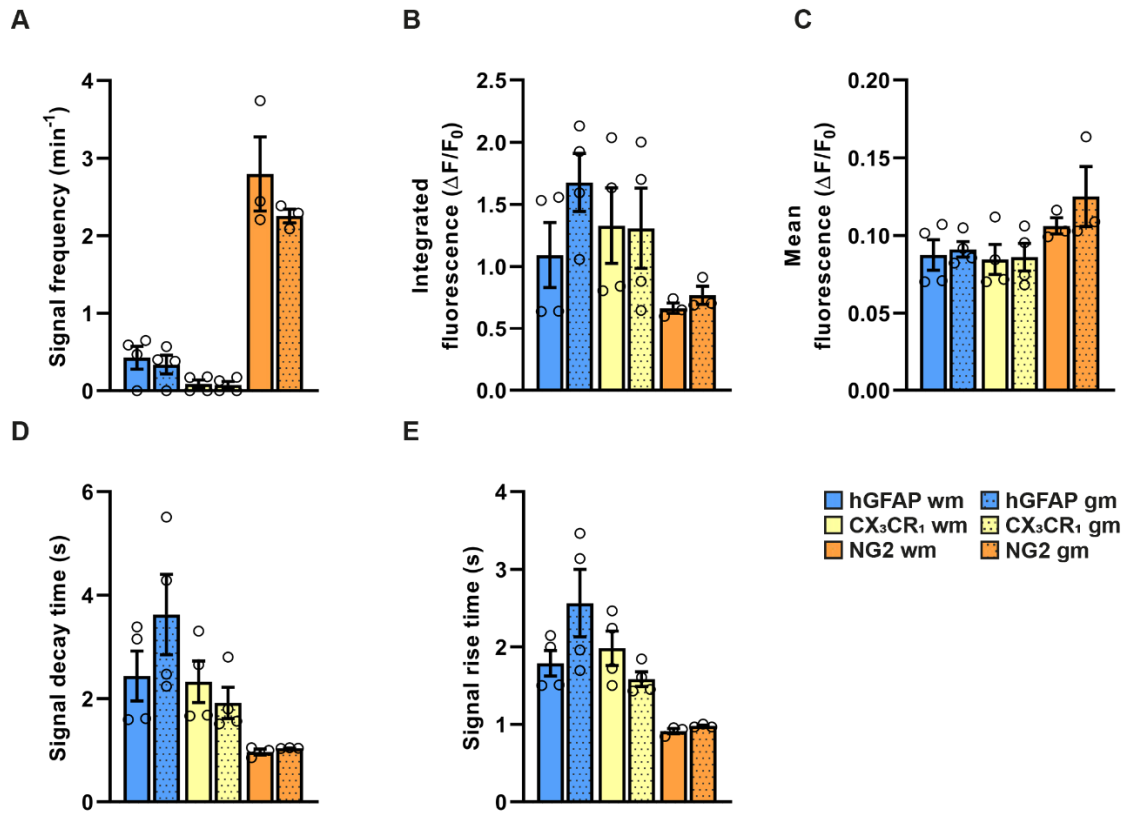 A
B
C
Signal frequency (min⁻¹)
4
3
2
1
0
Integrated
fluorescence (ΔF/F₀)
2.5
2.0
1.5
1.0
0.5
0.0
Mean
fluorescence (ΔF/F₀)
0.20
0.15
0.10
0.05
0.00
D
E
Signal decay time (s)
6
4
2
0
Signal rise time (s)
4
3
2
1
0
hGFAP wm
hGFAP gm
CX₃CR₁ wm
CX₃CR₁ gm
NG2 wm
NG2 gm